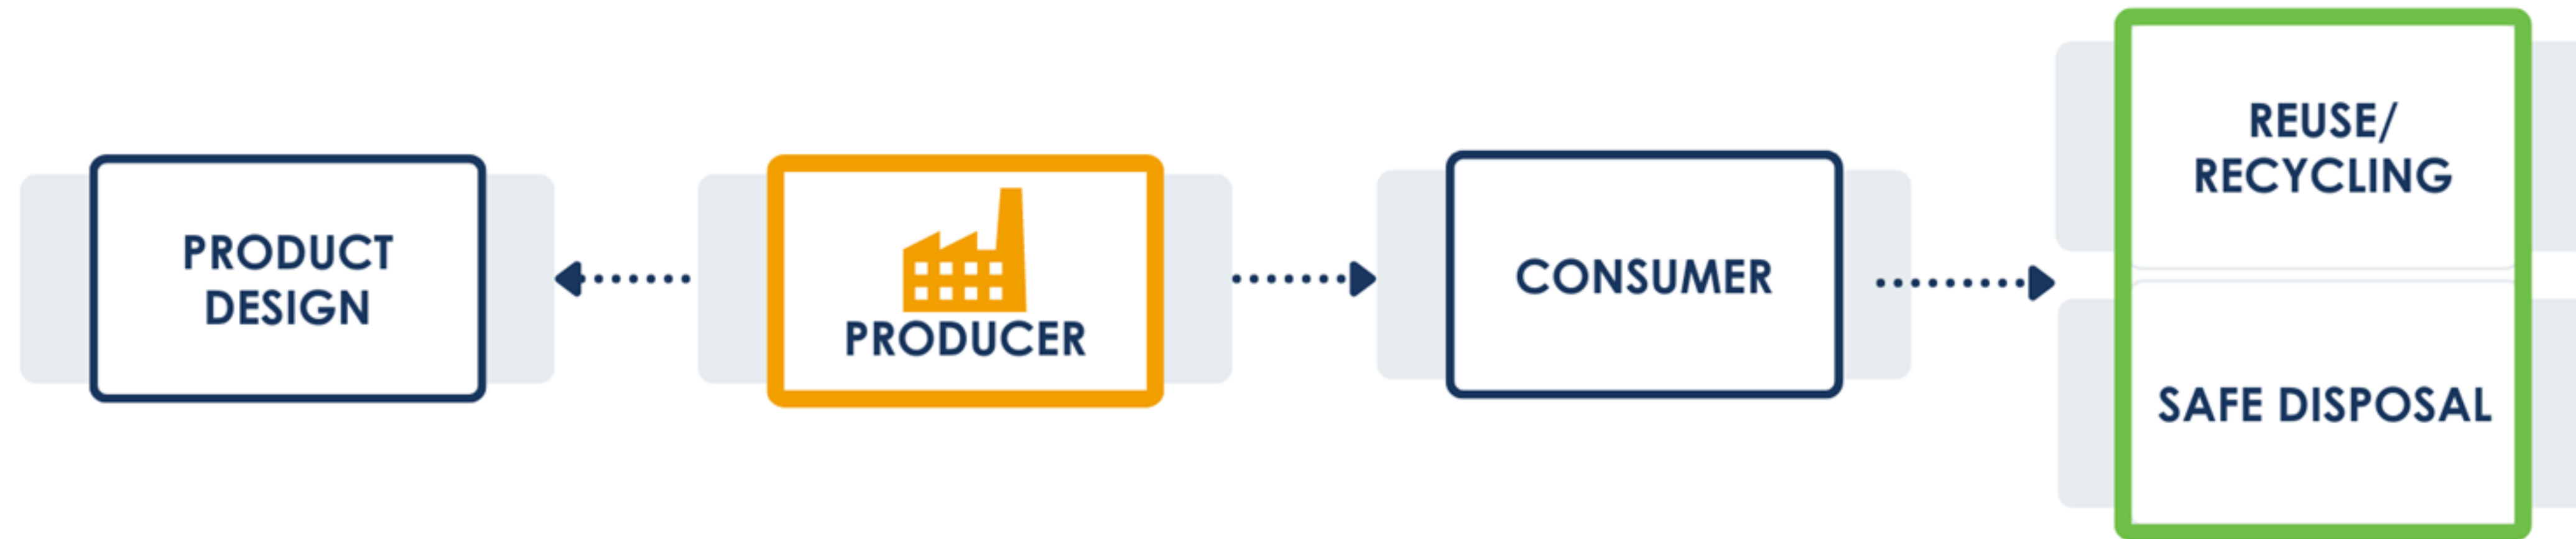 PRODUCT
DESIGN
PRODUCER
CONSUMER
REUSE/
RECYCLING
SAFE DISPOSAL